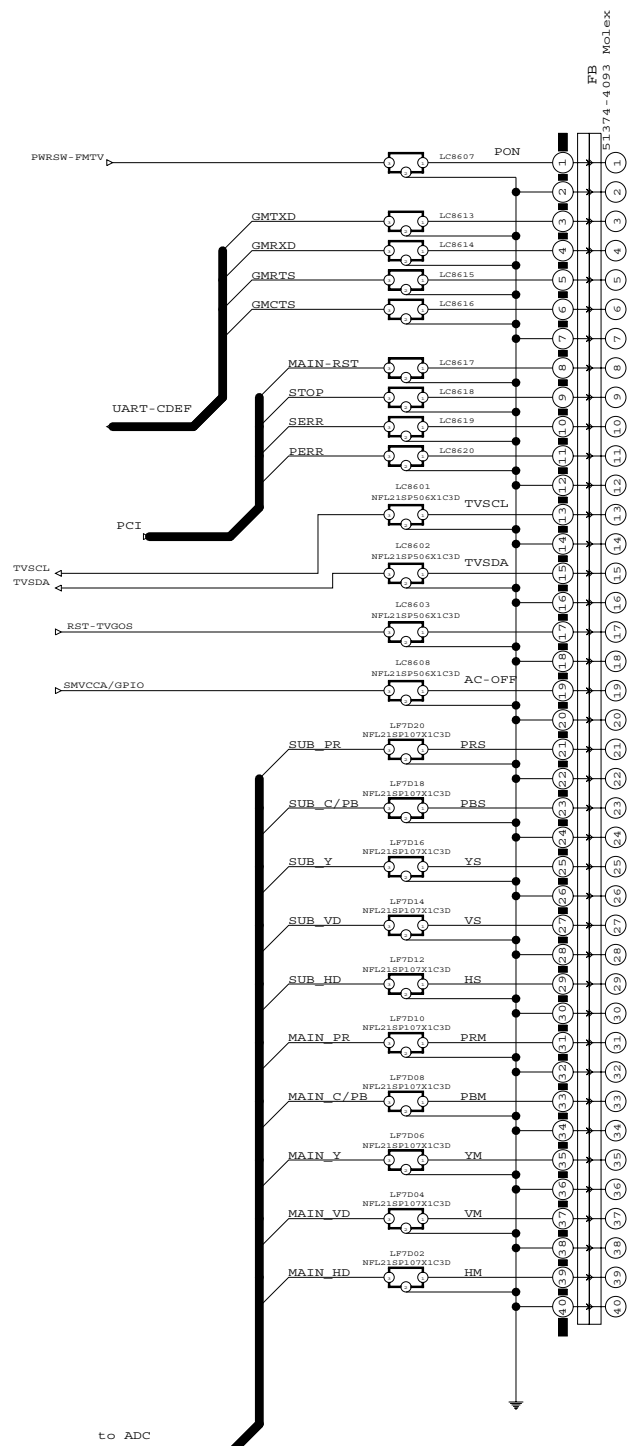 FB
51374-4093 Molex
PWRSW-FMTV LC8607 PON 1 1
2 2
GMTXD LC8613 3 3
GMRXD LC8614 4 4
GMRTS LC8615 5 5
GMCTS LC8616 6 6
7 7
MAIN-RST LC8617 8 8
STOP LC8618 9 9
UART-CDEF
SERR LC8619 10 10
PERR LC8620 11 11
12 12
LC8601
NFL21SP506X1C3D
TVSCL 13 13
PCI
14 14
LC8602
NFL21SP506X1C3D
TVSCL
TVSDA 15 15
TVSDA
16 16
LC8603
NFL21SP506X1C3D
RST-TVGOS 17 17
18 18
LC8608
NFL21SP506X1C3D
SMVCCA/GPIO AC-OFF 19 19
20 20
LF7D20
NFL21SP107X1C3D
SUB_PR PRS 21 21
22 22
LF7D18
NFL21SP107X1C3D
SUB_C/PB PBS 23 23
24 24
LF7D16
NFL21SP107X1C3D
SUB_Y YS 25 25
26 26
LF7D14
NFL21SP107X1C3D
SUB_VD VS 27 27
28 28
LF7D12
NFL21SP107X1C3D
SUB_HD HS 29 29
30 30
LF7D10
NFL21SP107X1C3D
MAIN_PR PRM 31 31
32 32
LF7D08
NFL21SP107X1C3D
MAIN_C/PB PBM 33 33
34 34
LF7D06
NFL21SP107X1C3D
MAIN_Y YM 35 35
36 36
LF7D04
NFL21SP107X1C3D
MAIN_VD VM 37 37
38 38
LF7D02
NFL21SP107X1C3D
MAIN_HD HM 39 39
40 40
to ADC